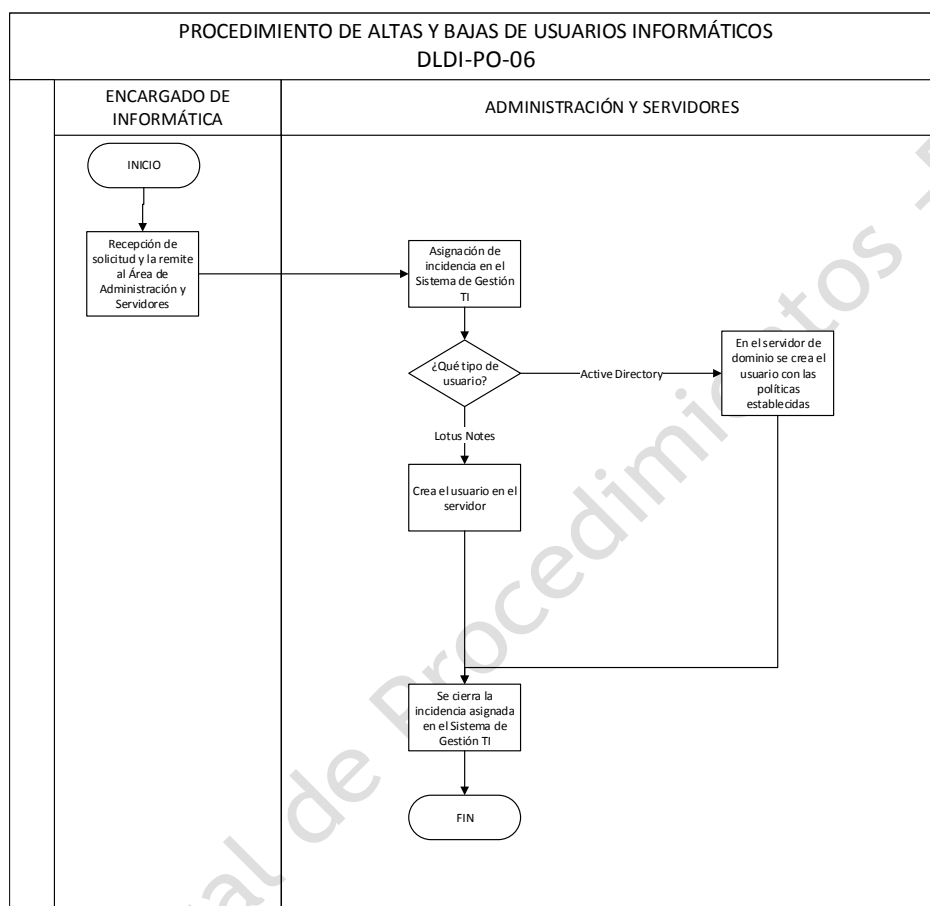 PROCEDIMIENTO DE ALTAS Y BAJAS DE USUARIOS INFORMÁTICOS
DLDI-PO-06
ENCARGADO DE
INFORMÁTICA
ADMINISTRACIÓN Y SERVIDORES
INICIO
Recepción de
solicitud y la remite
al Área de
Administración y
Servidores
Asignación de
incidencia en el
Sistema de Gestión
TI
¿Qué tipo de
usuario?
Active Directory
En el servidor de
dominio se crea el
usuario con las
políticas
establecidas
Lotus Notes
Crea el usuario en el
servidor
Se cierra la
incidencia asignada
en el Sistema de
Gestión TI
FIN
de Procedimientos -